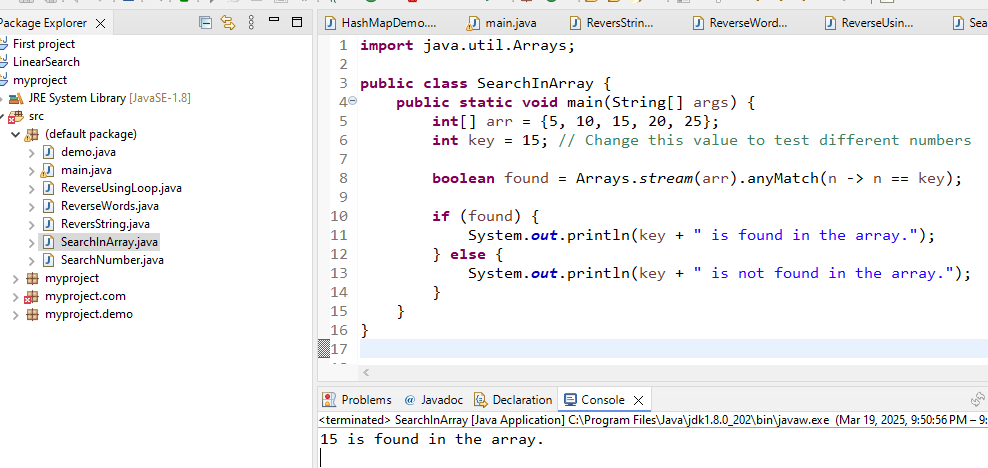 Package Explorer
First project
LinearSearch
myproject
JRE System Library [JavaSE-1.8]
src
(default package)
demo.java
main.java
ReverseUsingLoop.java
ReverseWords.java
ReversString.java
SearchInArray.java
SearchNumber.java
myproject
myproject.com
myproject.demo
HashMapDemo.... main.java ReversStrin... ReverseWord... ReverseUsin... Sea
1 import java.util.Arrays;
2
3 public class SearchInArray {
4 public static void main(String[] args) {
5 int[] arr = {5, 10, 15, 20, 25};
6 int key = 15; // Change this value to test different numbers
7
8 boolean found = Arrays.stream(arr).anyMatch(n -> n == key);
9
10 if (found) {
11 System.out.println(key + " is found in the array.");
12 } else {
13 System.out.println(key + " is not found in the array.");
14 }
15 }
16 }
17
Problems @ Javadoc Declaration Console
<terminated> SearchInArray [Java Application] C:\Program Files\Java\jdk1.8.0_202\bin\javaw.exe (Mar 19, 2025, 9:50:56 PM – 9:
15 is found in the array.